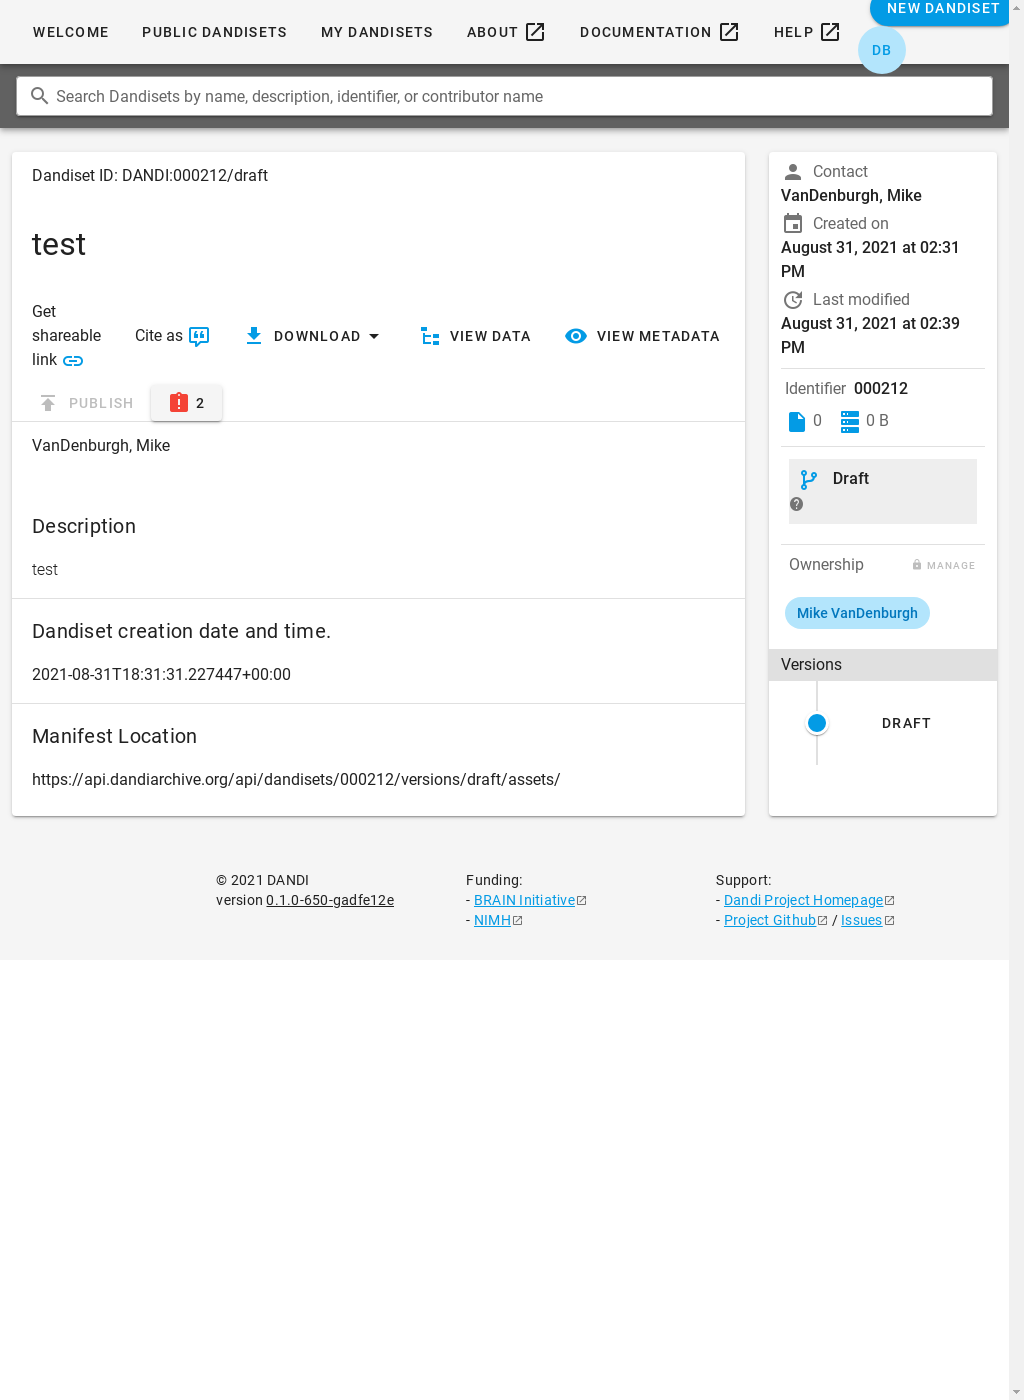 WELCOME
PUBLIC DANDISETS
MY DANDISETS
ABOUT
DOCUMENTATION
HELP
NEW DANDISET
DB
Search Dandisets by name, description, identifier, or contributor name
Dandiset ID: DANDI:000212/draft
test
Get
shareable
link
Cite as
DOWNLOAD
VIEW DATA
VIEW METADATA
PUBLISH
2
VanDenburgh, Mike
Description
test
Dandiset creation date and time.
2021-08-31T18:31:31.227447+00:00
Manifest Location
https://api.dandiarchive.org/api/dandisets/000212/versions/draft/assets/
Contact
VanDenburgh, Mike
Created on
August 31, 2021 at 02:31
PM
Last modified
August 31, 2021 at 02:39
PM
Identifier 000212
0
0 B
Draft
Ownership
MANAGE
Mike VanDenburgh
Versions
DRAFT
© 2021 DANDI
version 0.1.0-650-gadfe12e
Funding:
- BRAIN Initiative
- NIMH
Support:
- Dandi Project Homepage
- Project Github / Issues